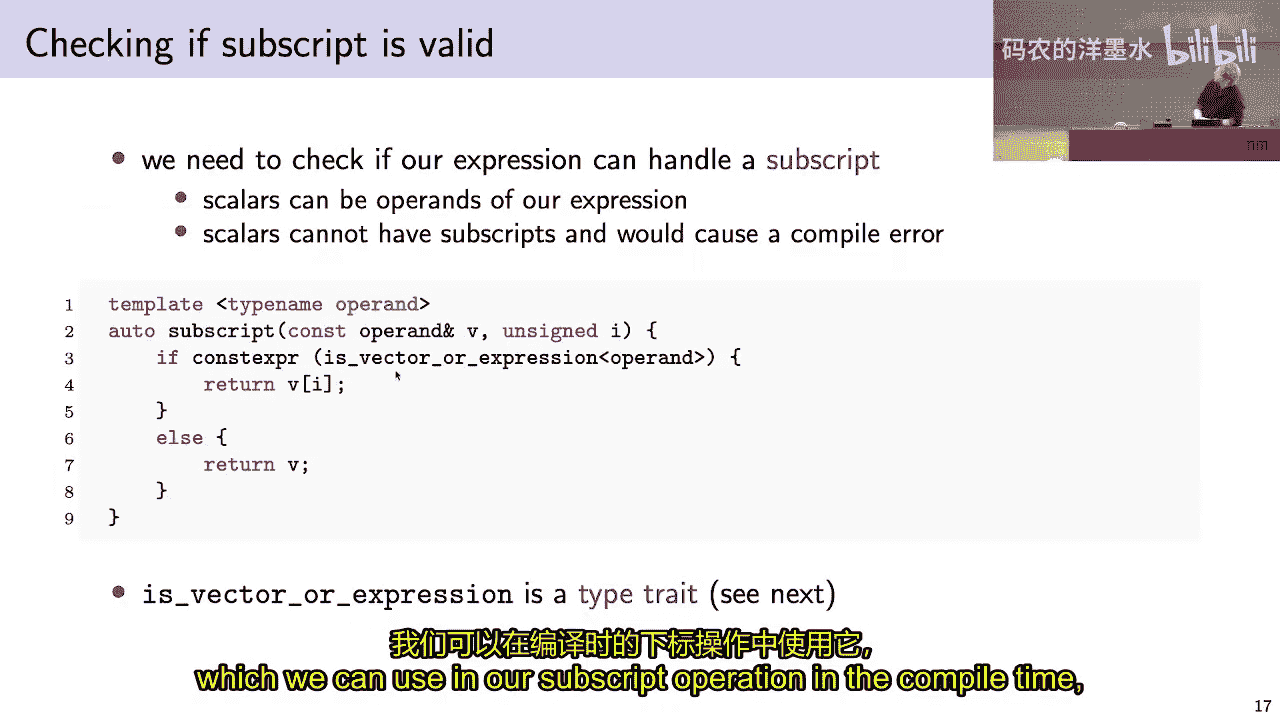 Checking if subscript is valid
码农的洋墨水 bilibili
• we need to check if our expression can handle a subscript
• scalars can be operands of our expression
• scalars cannot have subscripts and would cause a compile error
1 template <typename operand>
2 auto subscript(const operand& v, unsigned i) {
3 if constexpr (is_vector_or_expression<operand>) {
4 return v[i];
5 }
6 else {
7 return v;
8 }
9 }
• is_vector_or_expression is a type trait (see next)
我们可以在编译时的下标操作中使用它,
which we can use in our subscript operation in the compile time,
17